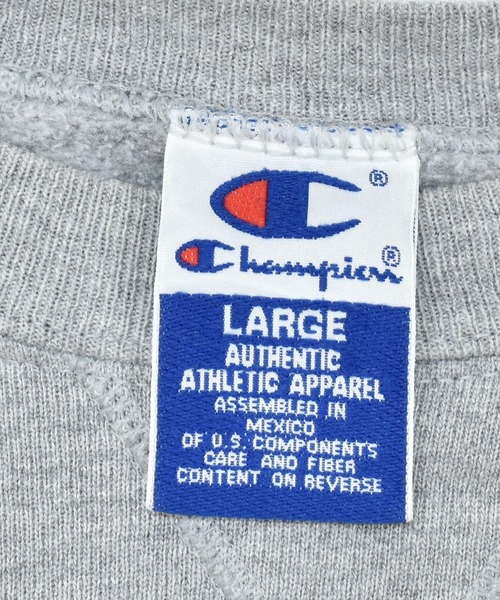 C ®
Champion ®
LARGE
AUTHENTIC
ATHLETIC APPAREL
ASSEMBLED IN
MEXICO
OF U.S. COMPONENTS
CARE AND FIBER
CONTENT ON REVERSE